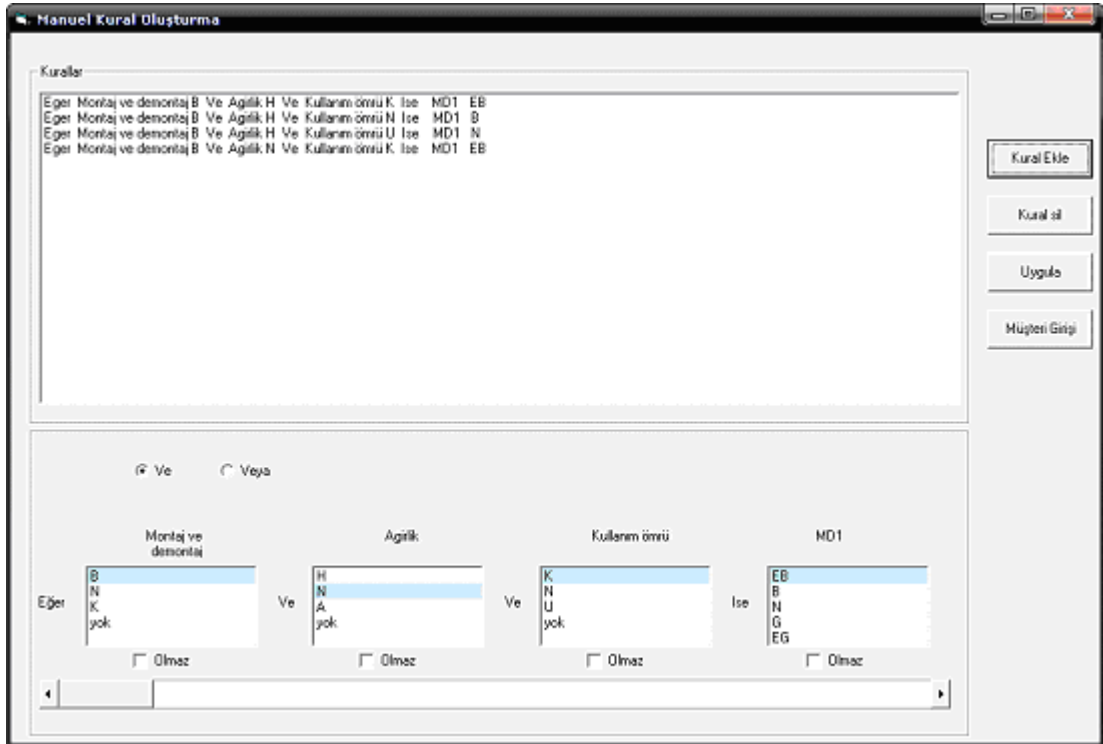 Manuel Kural Oluşturma
Kurallar
Eger Montaj ve demontaj B Ve Agirlik H Ve Kullanım ömrü K Ise MD1 EB
Eger Montaj ve demontaj B Ve Agirlik H Ve Kullanım ömrü N Ise MD1 B
Eger Montaj ve demontaj B Ve Agirlik H Ve Kullanım ömrü U Ise MD1 N
Eger Montaj ve demontaj B Ve Agirlik N Ve Kullanım ömrü K Ise MD1 EB
Kural Ekle
Kural sil
Uygula
Müşteri Girişi
Ve Veya
Montaj ve
demontaj
Agirlik
Kullanım ömrü
MD1
Eğer
B
N
K
yok
Olmaz
Ve
H
N
A
yok
Olmaz
Ve
K
N
U
yok
Olmaz
Ise
EB
B
N
G
EG
Olmaz